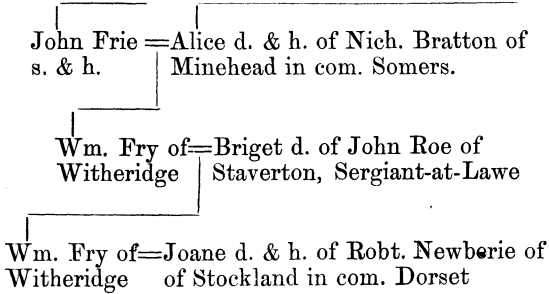 John Frie = Alice d. & h. of Nich. Bratton of
s. & h. Minehead in com. Somers.
Wm. Fry of = Briget d. of John Roe of
Witheridge Staverton, Sergiant-at-Lawe
Wm. Fry of = Joane d. & h. of Robt. Newberie of
Witheridge of Stockland in com. Dorset